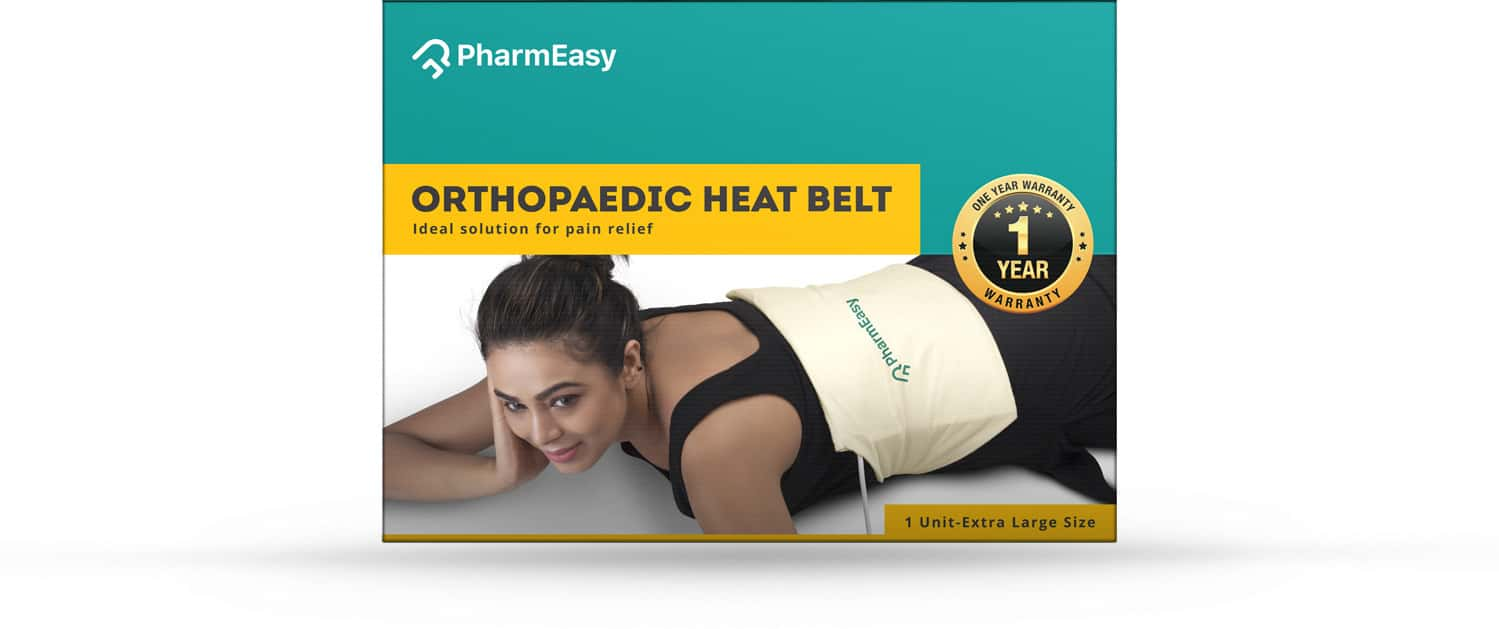 PharmEasy
ORTHOPAEDIC HEAT BELT
Ideal solution for pain relief
ONE YEAR WARRANTY
1
YEAR
WARRANTY
PharmEasy
1 Unit-Extra Large Size